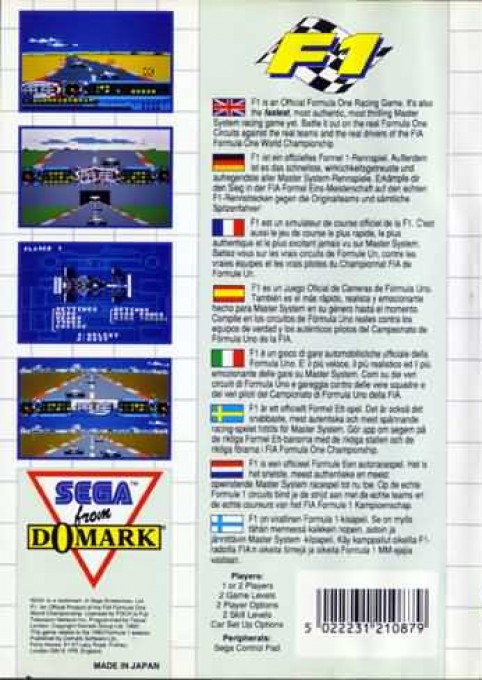 F1
F1 is an Official Formula One Racing Game. It's also
the fastest, most authentic, most thrilling Master
System racing game yet. Battle it out on the real Formula One
Circuits against the real teams and the real drivers of the FIA
Formula One World Championship.
F1 ist ein offizielles Formel 1-Rennspiel. Außerdem
ist es das schnellste, wirklichkeitsgetreuste und
aufregendste aller Master System-Rennspiele. Erkämpfe dir
den Sieg in der FIA Formel Eins-Meisterschaft auf den echten
F1-Rennstrecken gegen die Originalteams und sämtliche
Spitzenfahrer!
F1 est un simulateur de course officiel de la F1. C'est
aussi le jeu de course le plus rapide, le plus
authentique et le plus excitant jamais vu sur Master System.
Battez-vous sur les vrais circuits de Formule Un, contre les
vraies équipes et les vrais pilotes du Championnat FIA de
Formule Un.
F1 es un Juego Oficial de Carreras de Formula Uno.
También es el más rápido, realista y emocionante
hecho para Master System en su género hasta el momento.
Compite en los circuitos de Fórmula Uno reales contra los
equipos de verdad y los auténticos pilotos del Campeonato de
Fórmula Uno de la FIA.
F1 è un gioco di gare automobilistiche ufficiale della
Formula Uno. E' il più veloce, il più realistico ed il più
emozionante delle gare su Master System. Corri su dei veri
circuiti di Formula Uno e gareggia contro delle vere squadre e
dei veri piloti del Campionato di Formula Uno della FIA.
F1 är ett officiellt Formel Ett-spel. Det är också det
snabbaste, mest autentiska och mest spännande
racing-spelet hittills för Master System. Gör upp om segern på
de riktiga Formel Ett-banorna med de riktiga stallen och de
riktiga förarna i FIA Formula One Championship.
F1 is een officieel Formule Eén autoracespel. Het is
het snelste, meest authentieke en meest
opwindende Master System racespel tot nu toe. Op de echte
Formule 1 circuits bind je de strijd aan met de echte teams en
de echte coureurs van het FIA Formule 1 Kampioenschap.
F1 on virallinen Formula 1-kisapeli. Se on myös
tähän mennessä kaikkein nopein, aidoin ja
jännittävin Master System -kilpapeli. Käy kamppailut oikeilla F1-
radoilla FIA:n oikeita tiimejä ja oikeita Formula 1 MM-ajajia
vastaan.
Players:
1 or 2 Players
2 Game Levels
2 Player Options
2 Skill Levels
Car Set Up Options
Peripherals:
Sega Control Pad
5 022231 210879
PLAYER 1
SEGA
from
DOMARK
MADE IN JAPAN